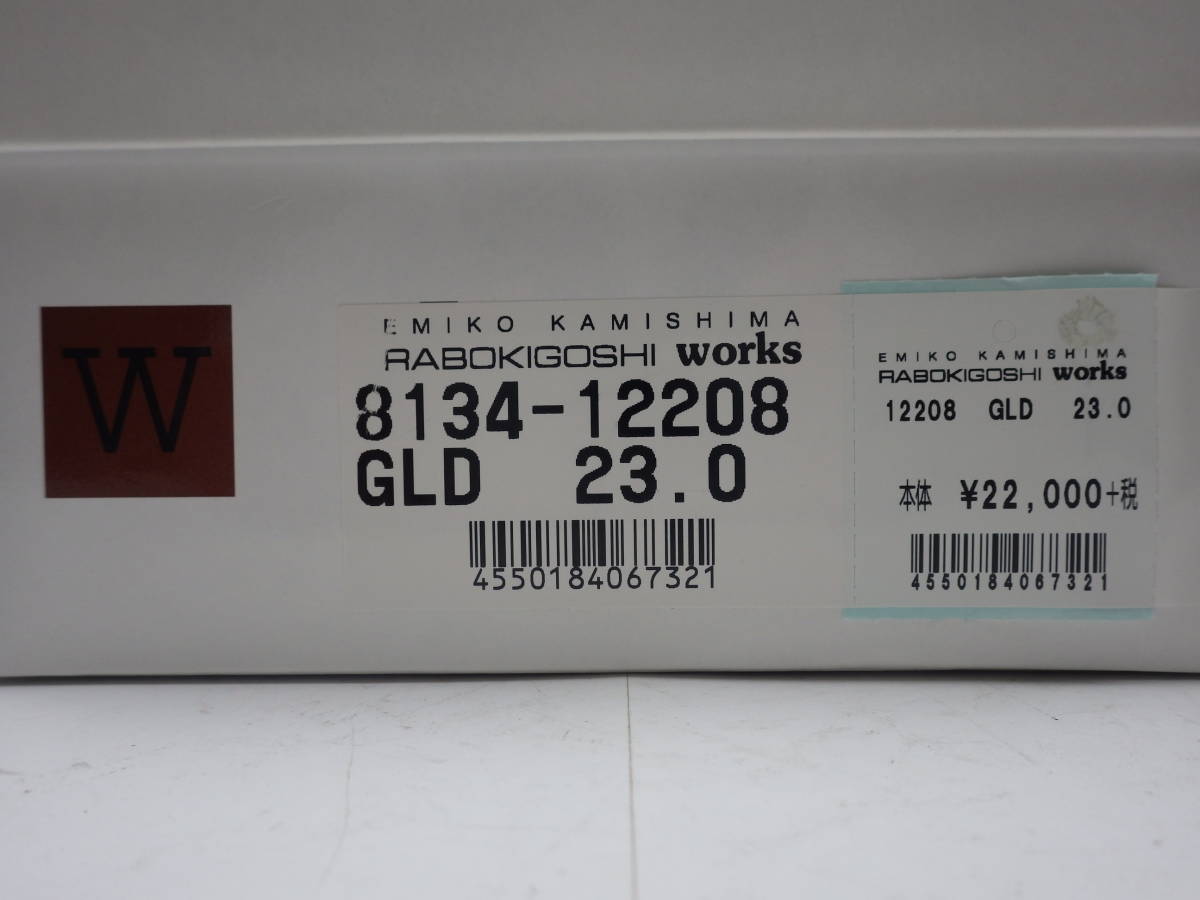 W
EMIKO KAMISHIMA
RABOKIGOSHI works
8134-12208
GLD 23.0
4550184067321
EMIKO KAMISHIMA
RABOKIGOSHI works
12208 GLD 23.0
本体 ¥22,000+税
4550184067321